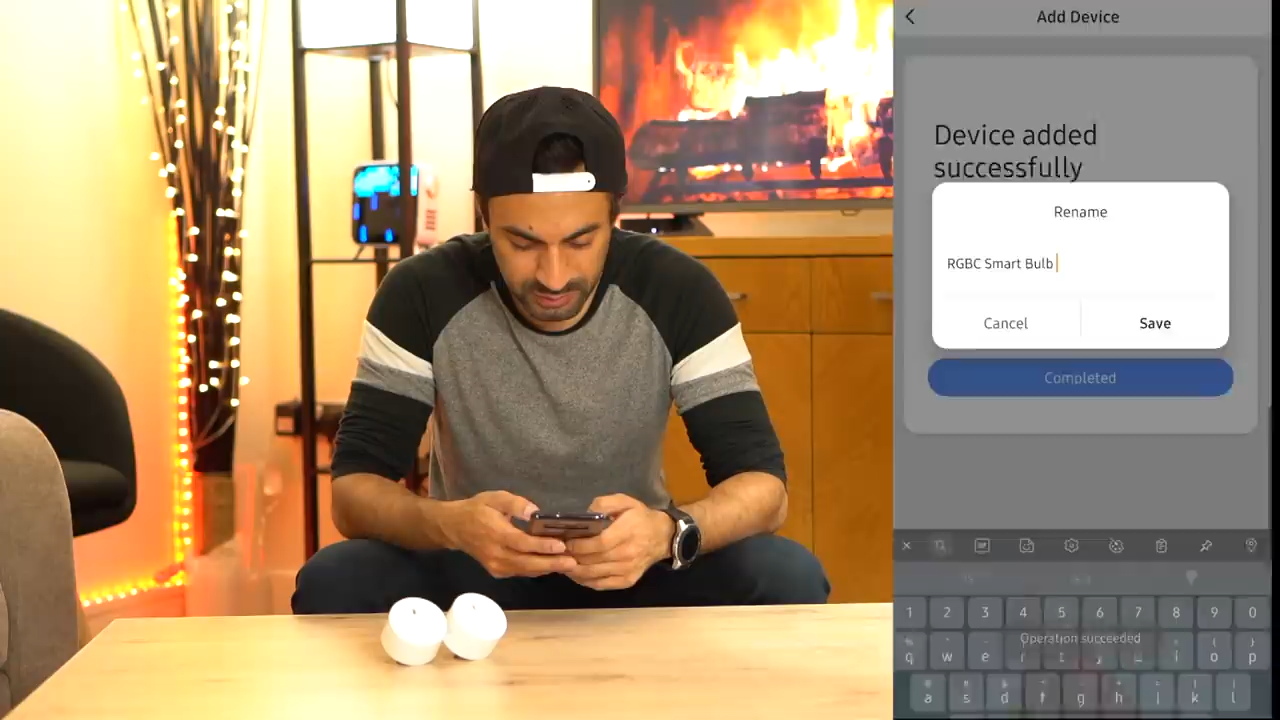 Add Device
Device added
successfully
Rename
RGBC Smart Bulb
Cancel
Save
Completed
1 2 3 4 5 6 7 8 9 0
Operation succeeded
q w e r t y u i o p
a s d f g h j k l